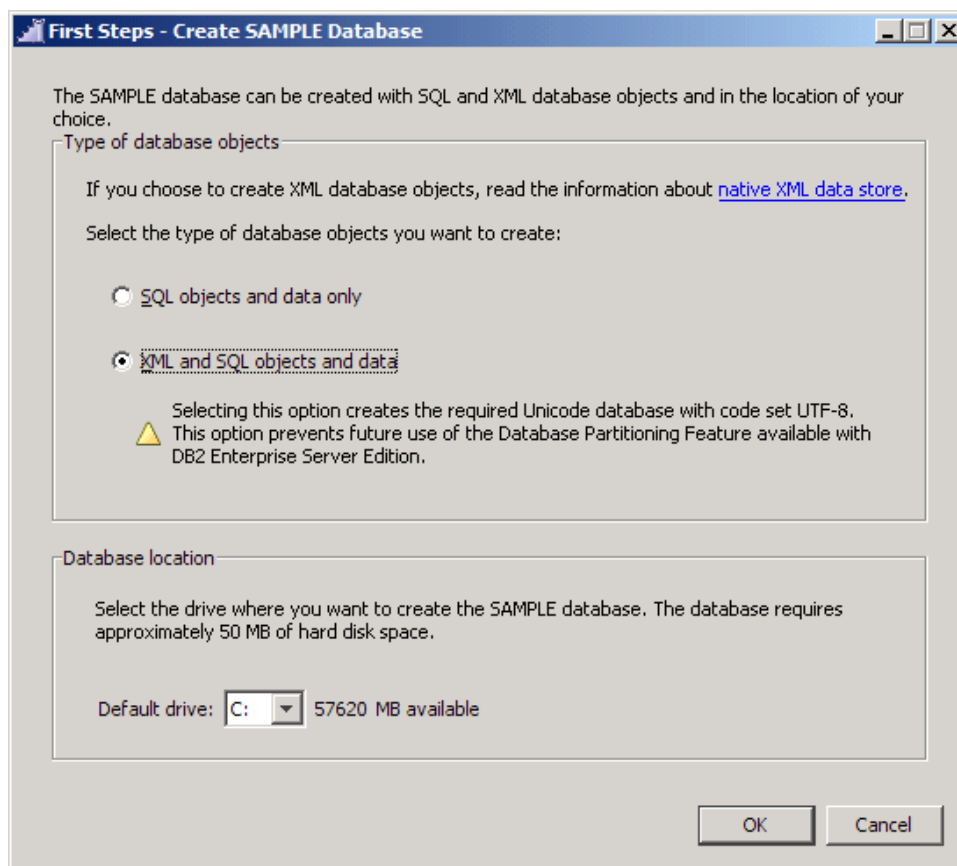 First Steps - Create SAMPLE Database
The SAMPLE database can be created with SQL and XML database objects and in the location of your
choice.
Type of database objects
If you choose to create XML database objects, read the information about native XML data store.
Select the type of database objects you want to create:
SQL objects and data only
XML and SQL objects and data
Selecting this option creates the required Unicode database with code set UTF-8.
This option prevents future use of the Database Partitioning Feature available with
DB2 Enterprise Server Edition.
Database location
Select the drive where you want to create the SAMPLE database. The database requires
approximately 50 MB of hard disk space.
Default drive: C: 57620 MB available
OK Cancel